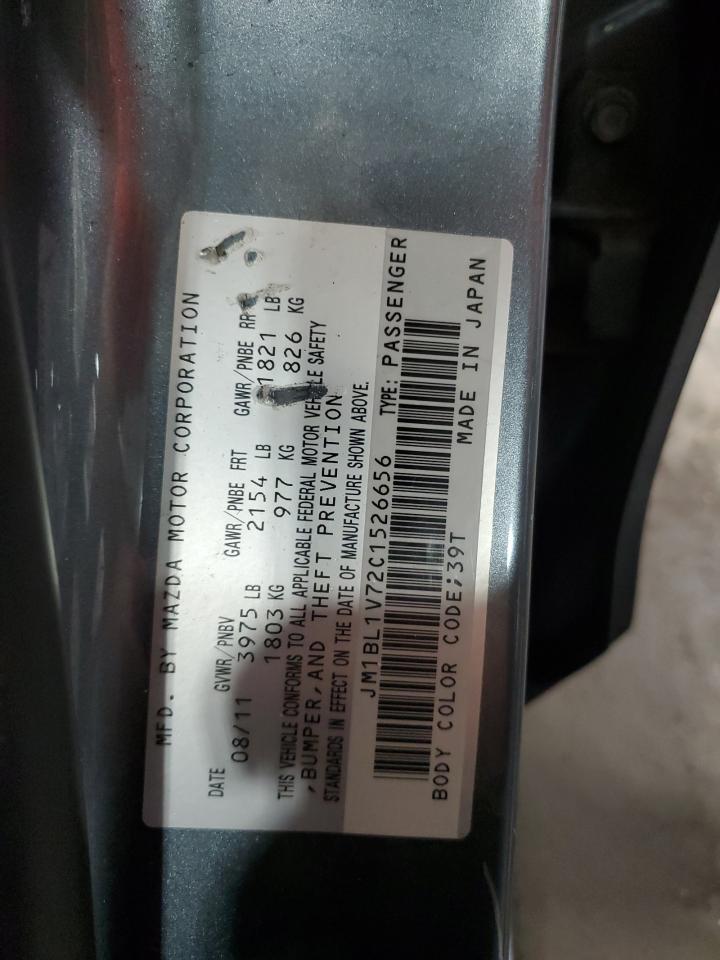 MFD. BY MAZDA MOTOR CORPORATION
DATE GVWR/PNBV GAWR/PNBE FRT GAWR/PNBE RR
08/11 3975 LB 2154 LB 1821 LB
1803 KG 977 KG 826 KG
THIS VEHICLE CONFORMS TO ALL APPLICABLE FEDERAL MOTOR VEHICLE SAFETY
,BUMPER,AND THEFT PREVENTION
STANDARDS IN EFFECT ON THE DATE OF MANUFACTURE SHOWN ABOVE.
JM1BL1V72C1526656 TYPE: PASSENGER
BODY COLOR CODE;39T MADE IN JAPAN